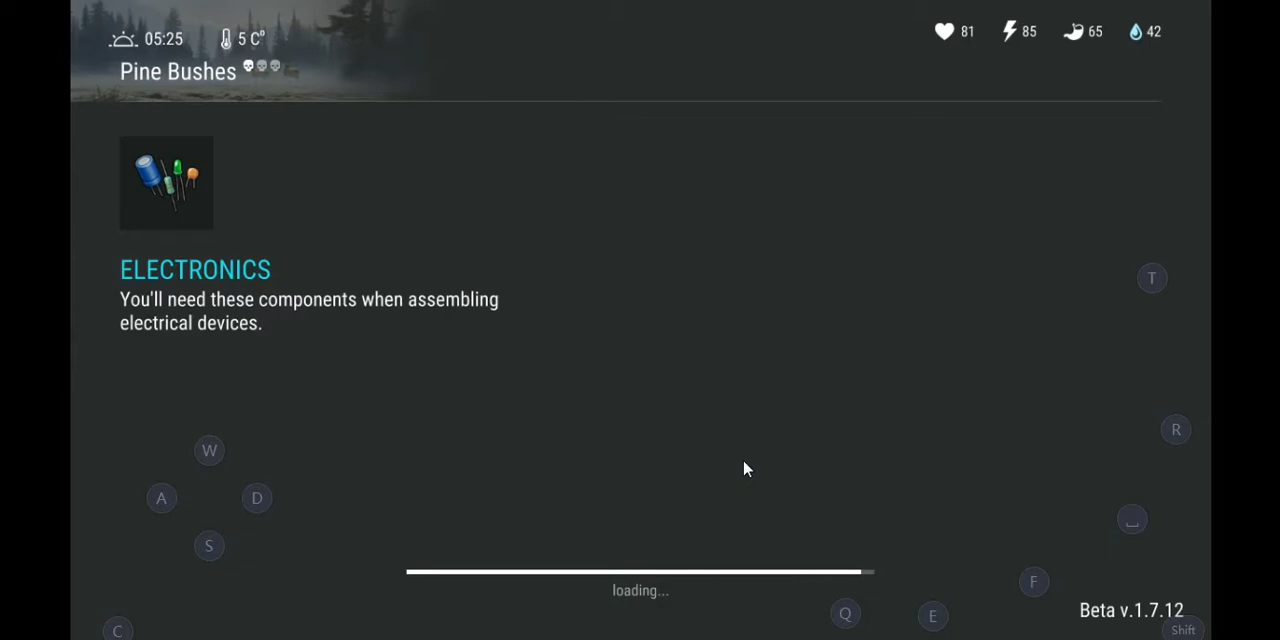 05:25 5 C° 81 85 65 42
Pine Bushes
ELECTRONICS
You'll need these components when assembling
electrical devices.
T
R
W
A D
S
F
loading...
Q E
Beta v.1.7.12
C Shift